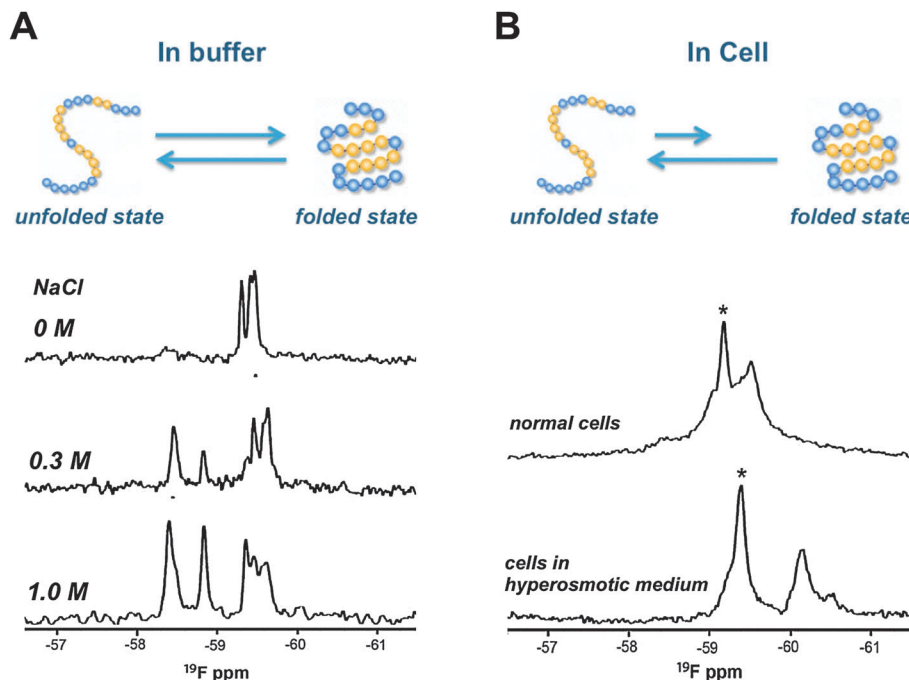 A
In buffer
unfolded state
folded state
NaCl
0 M
0.3 M
1.0 M
-57 -58 -59 -60 -61
19F ppm
B
In Cell
unfolded state
folded state
*
normal cells
*
cells in
hyperosmotic medium
-57 -58 -59 -60 -61
19F ppm